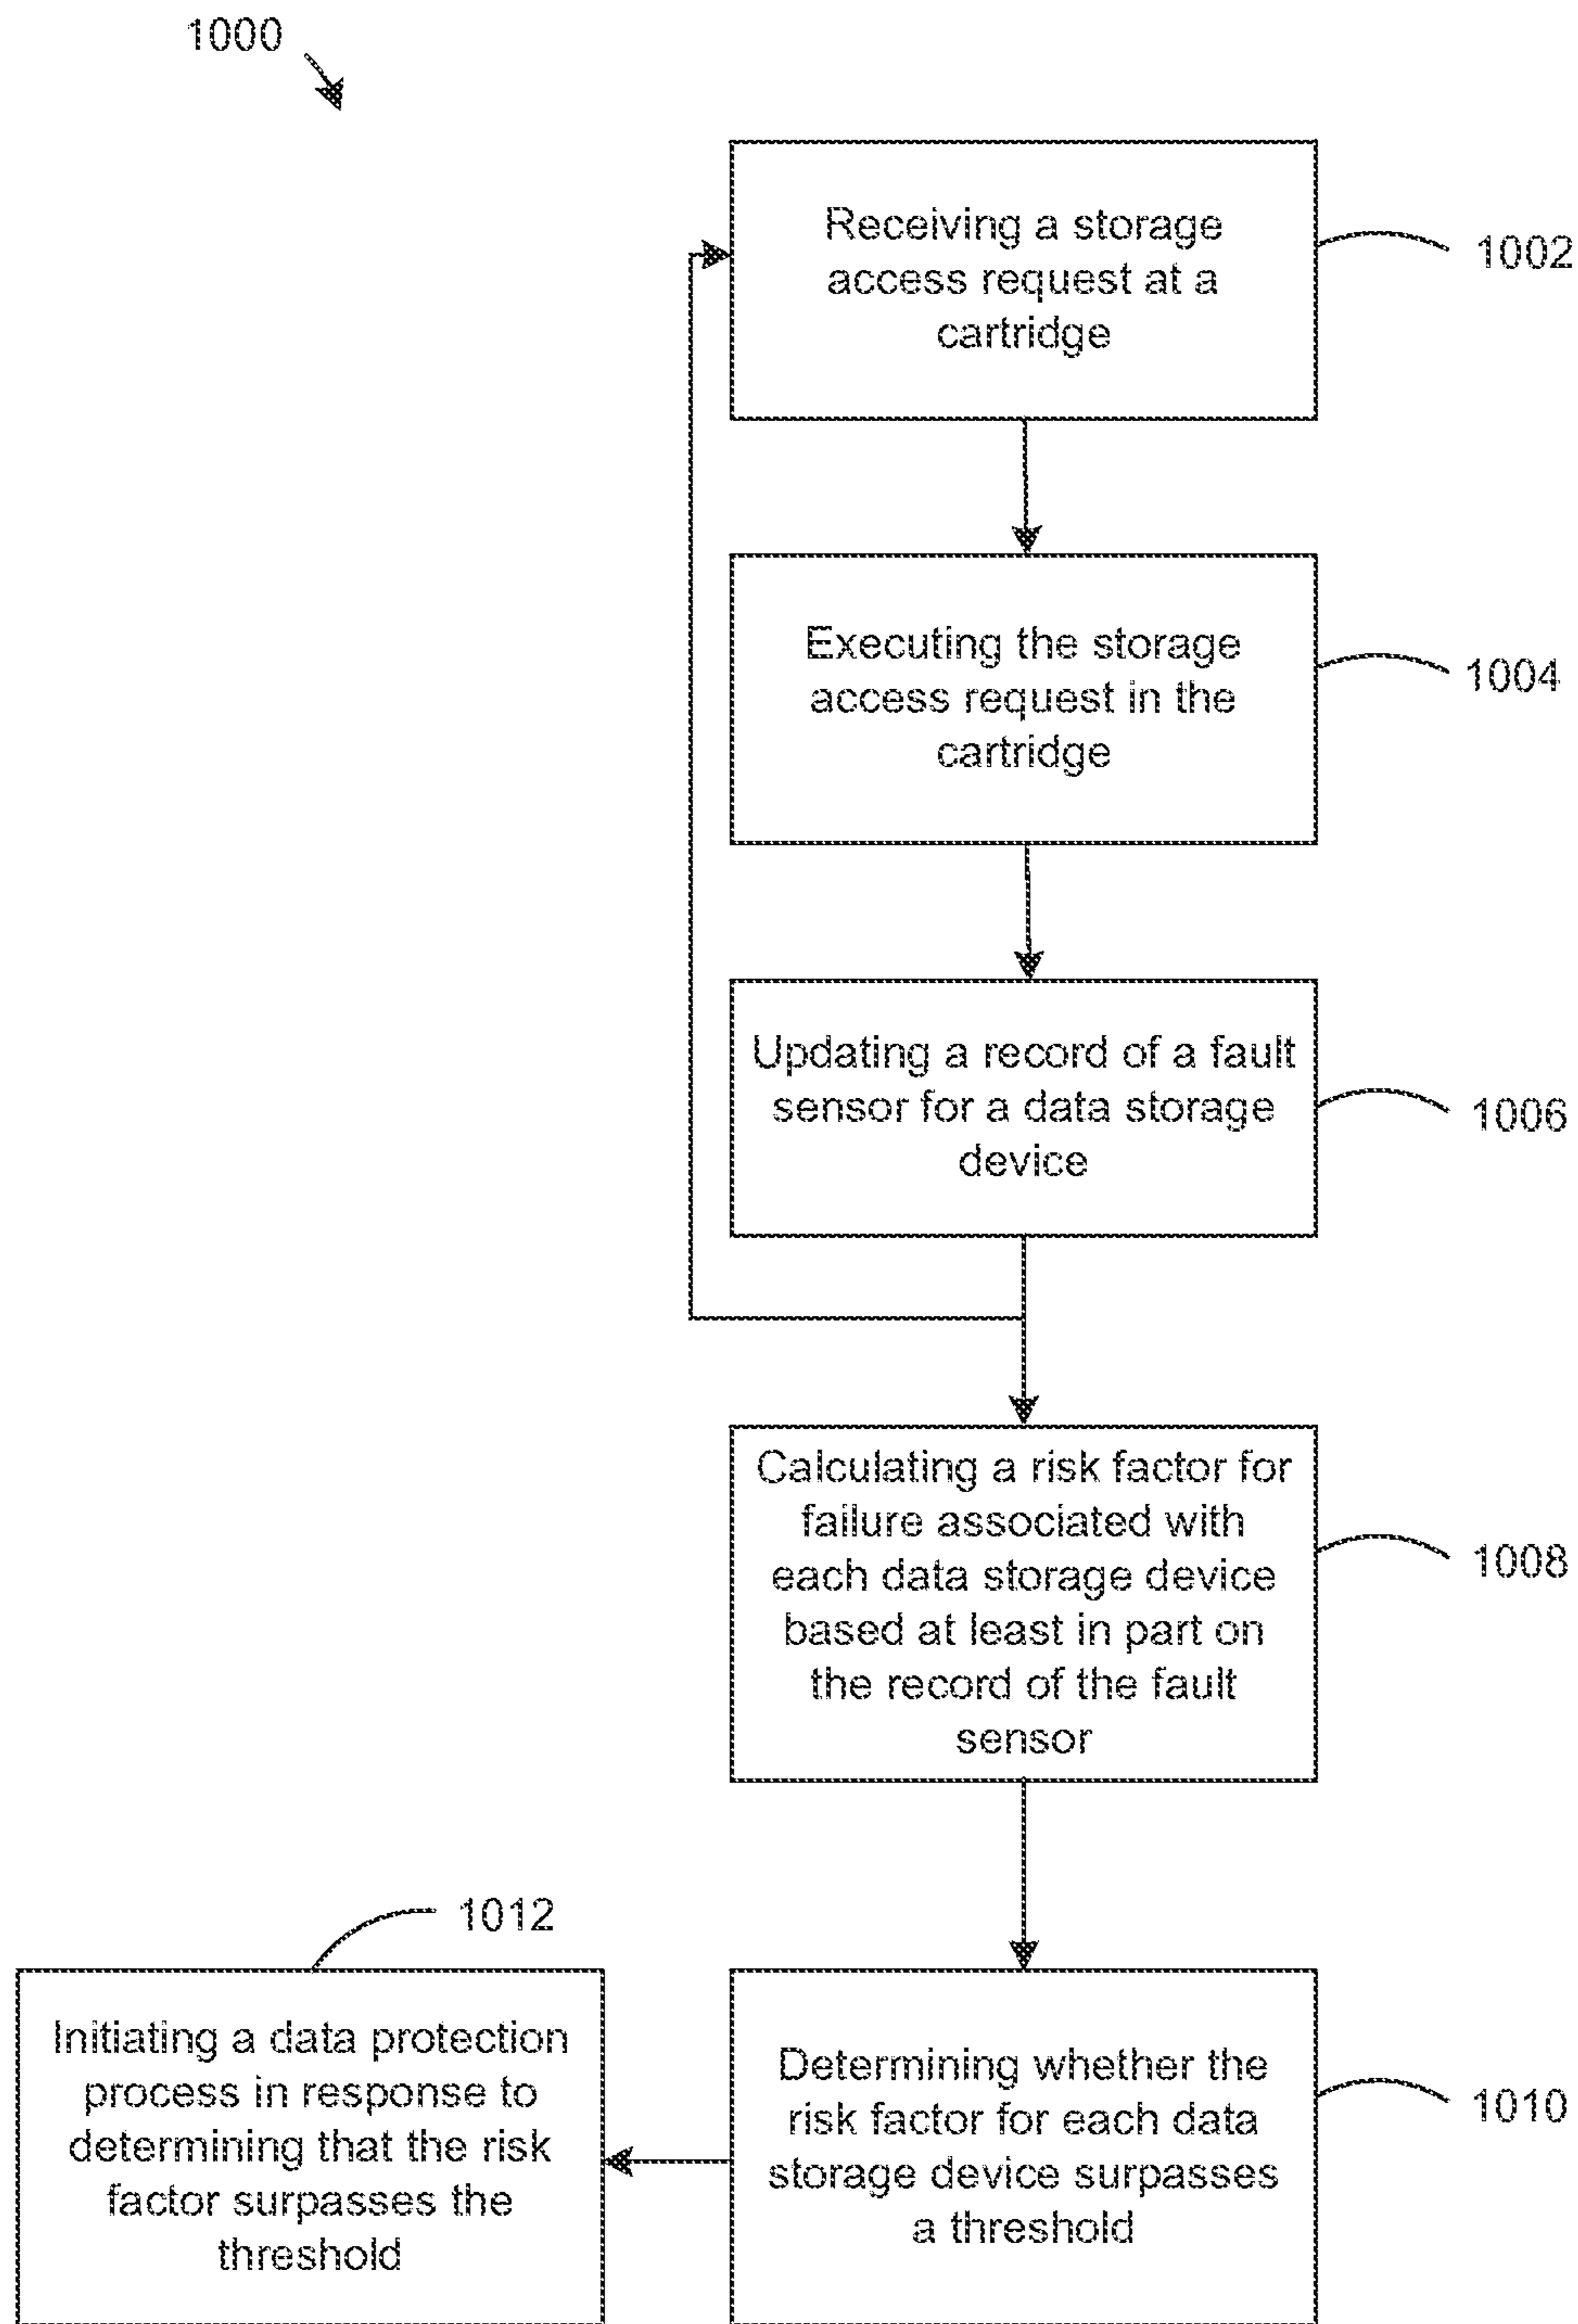 1000
Receiving a storage
access request at a
cartridge
1002
Executing the storage
access request in the
cartridge
1004
Updating a record of a fault
sensor for a data storage
device
1006
Calculating a risk factor for
failure associated with
each data storage device
based at least in part on
the record of the fault
sensor
1008
Determining whether the
risk factor for each data
storage device surpasses
a threshold
1010
1012
Initiating a data protection
process in response to
determining that the risk
factor surpasses the
threshold